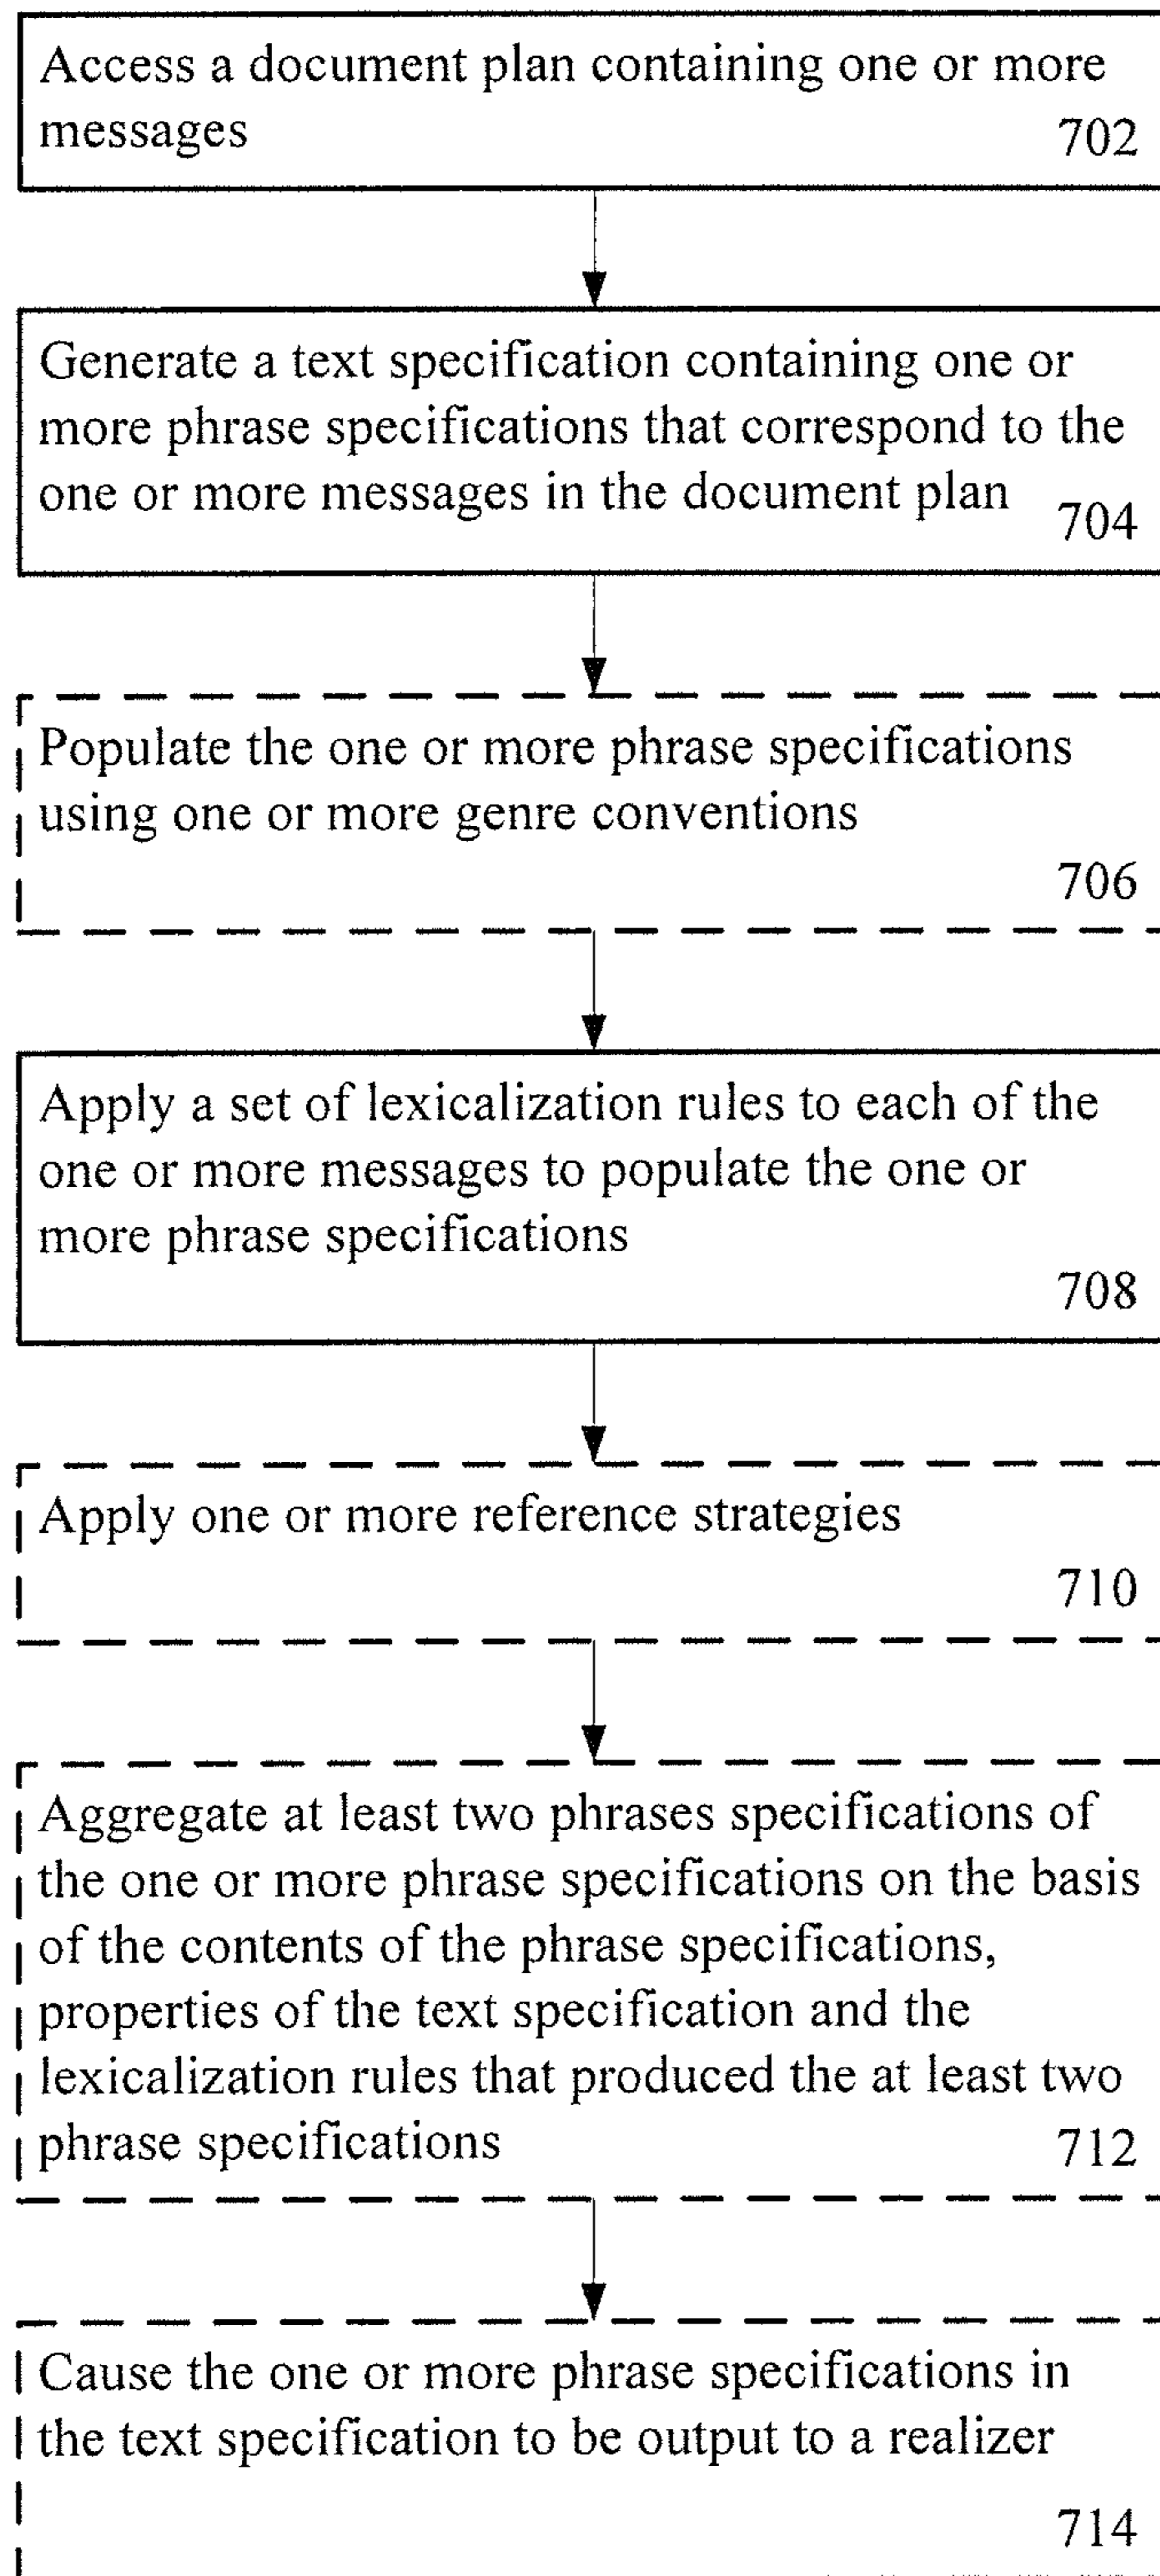 Access a document plan containing one or more
messages 702
Generate a text specification containing one or
more phrase specifications that correspond to the
one or more messages in the document plan 704
Populate the one or more phrase specifications
using one or more genre conventions
706
Apply a set of lexicalization rules to each of the
one or more messages to populate the one or
more phrase specifications
708
Apply one or more reference strategies
710
Aggregate at least two phrases specifications of
the one or more phrase specifications on the basis
of the contents of the phrase specifications,
properties of the text specification and the
lexicalization rules that produced the at least two
phrase specifications 712
Cause the one or more phrase specifications in
the text specification to be output to a realizer
714